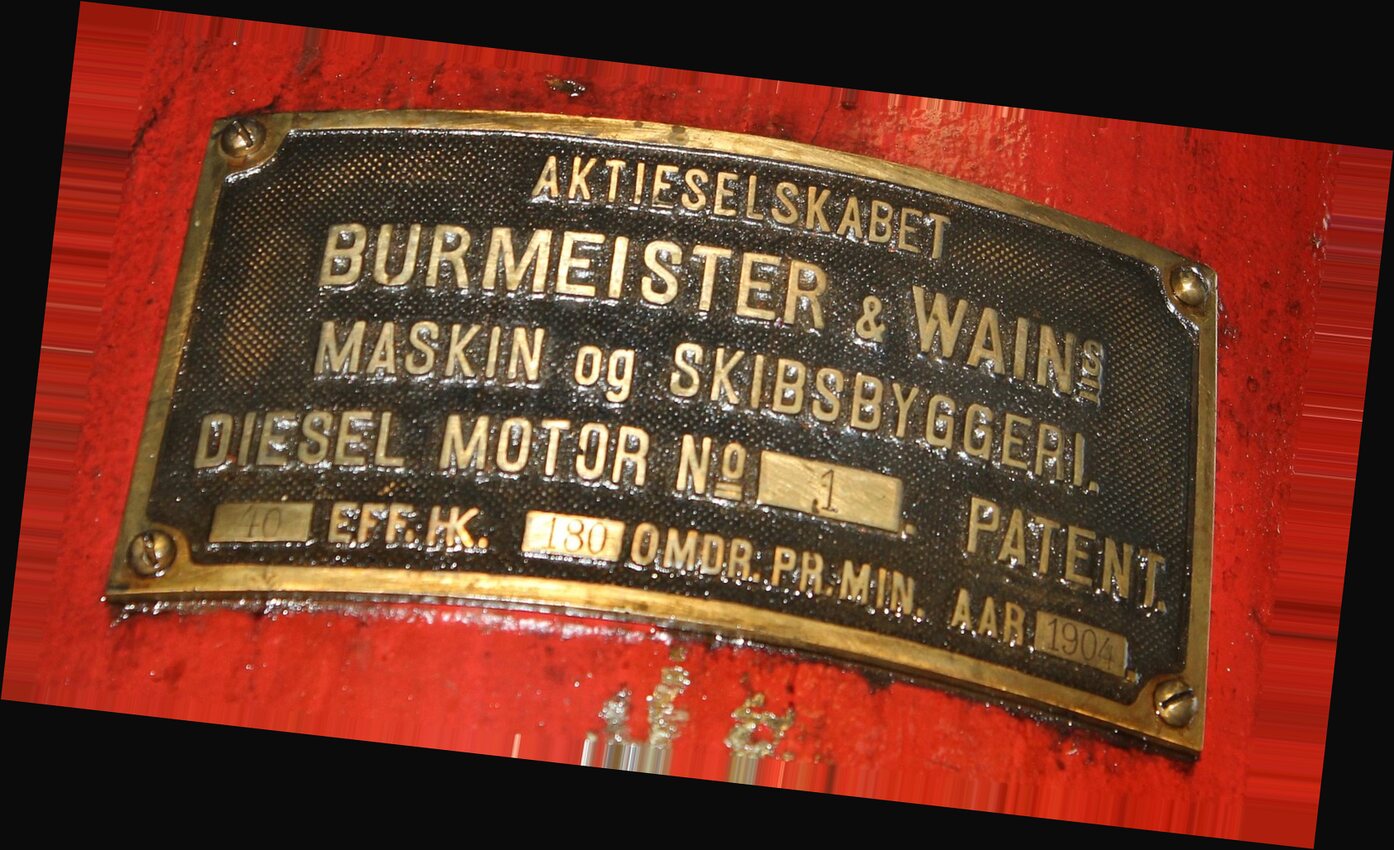 AKTIESELSKABET
BURMEISTER & WAINS
MASKIN og SKIBSBYGGERI.
DIESEL MOTOR No 1. PATENT.
40 EFF. HK. 180 OMDR. PR. MIN. AAR 1904.